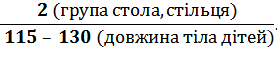 2 (група стола,стільця)
115 – 130 (довжина тіла дітей)